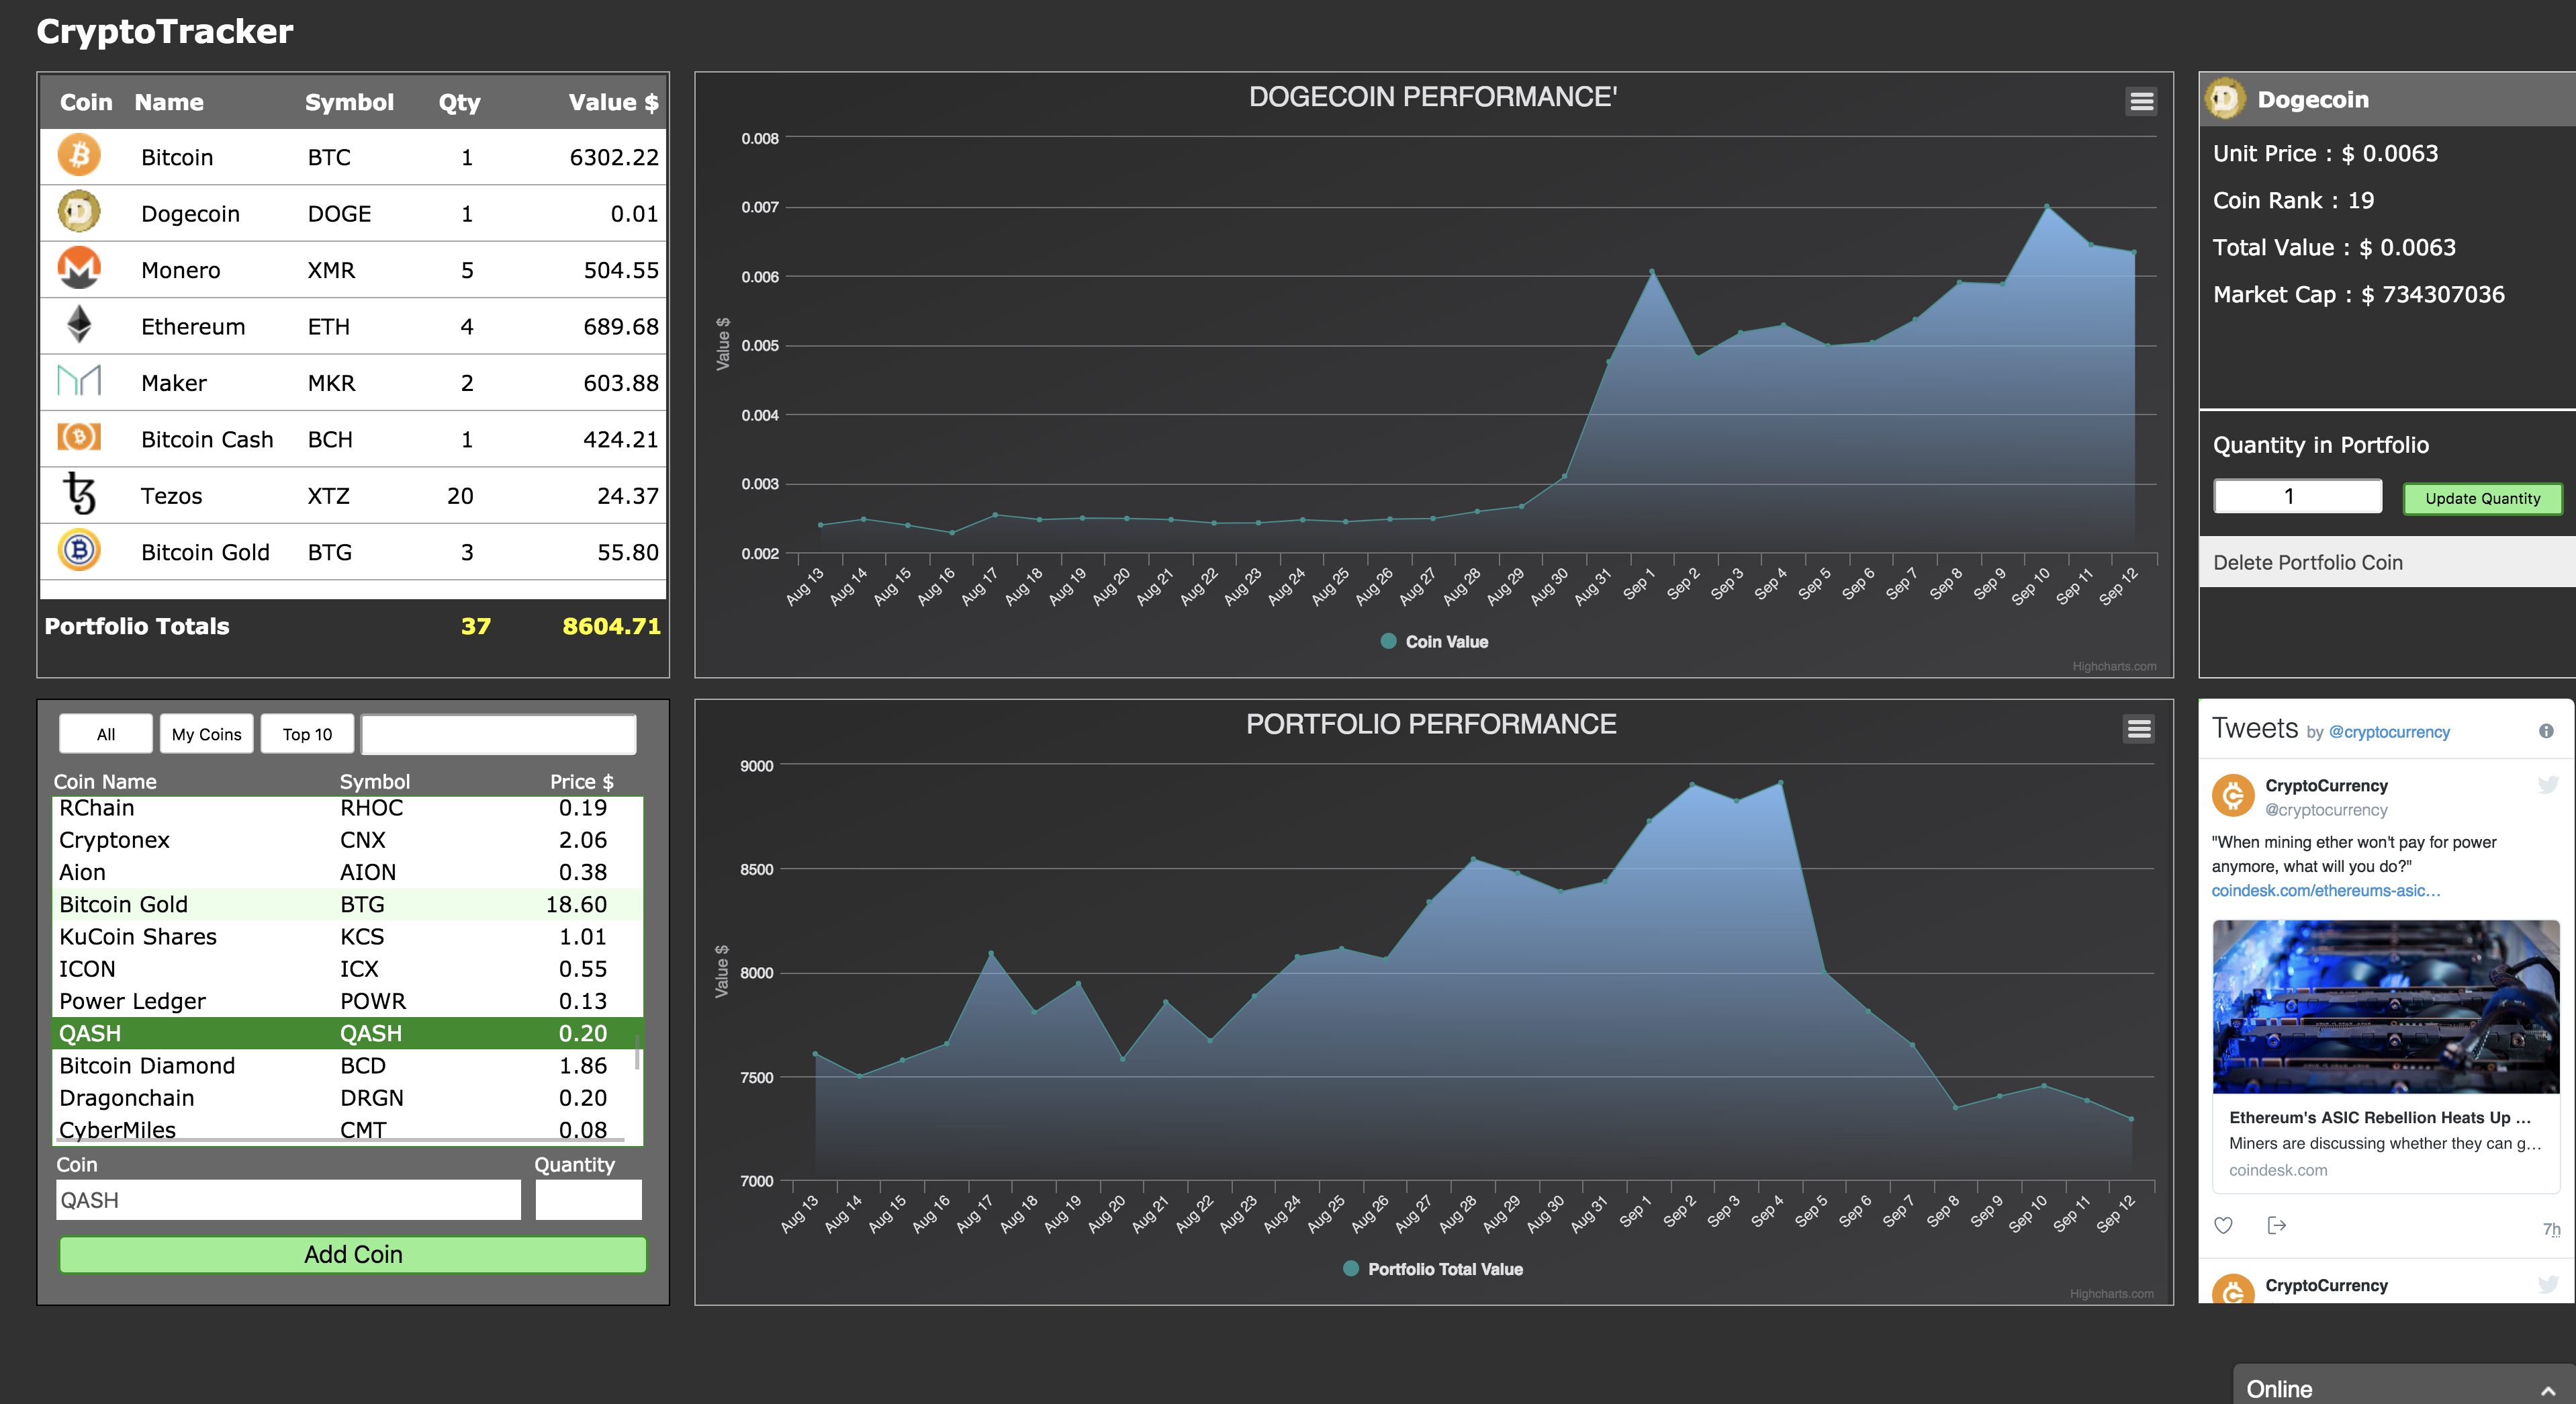 CryptoTracker
Coin Name Symbol Qty Value $
Bitcoin BTC 1 6302.22
Dogecoin DOGE 1 0.01
Monero XMR 5 504.55
Ethereum ETH 4 689.68
Maker MKR 2 603.88
Bitcoin Cash BCH 1 424.21
Tezos XTZ 20 24.37
Bitcoin Gold BTG 3 55.80
Portfolio Totals 37 8604.71
DOGECOIN PERFORMANCE'
Value $
0.008
0.007
0.006
0.005
0.004
0.003
0.002
Aug 13 Aug 14 Aug 15 Aug 16 Aug 17 Aug 18 Aug 19 Aug 20 Aug 21 Aug 22 Aug 23 Aug 24 Aug 25 Aug 26 Aug 27 Aug 28 Aug 29 Aug 30 Aug 31 Sep 1 Sep 2 Sep 3 Sep 4 Sep 5 Sep 6 Sep 7 Sep 8 Sep 9 Sep 10 Sep 11 Sep 12
Coin Value
Highcharts.com
Dogecoin
Unit Price : $ 0.0063
Coin Rank : 19
Total Value : $ 0.0063
Market Cap : $ 734307036
Quantity in Portfolio
1 Update Quantity
Delete Portfolio Coin
All My Coins Top 10
Coin Name Symbol Price $
RChain RHOC 0.19
Cryptonex CNX 2.06
Aion AION 0.38
Bitcoin Gold BTG 18.60
KuCoin Shares KCS 1.01
ICON ICX 0.55
Power Ledger POWR 0.13
QASH QASH 0.20
Bitcoin Diamond BCD 1.86
Dragonchain DRGN 0.20
CyberMiles CMT 0.08
Coin Quantity
QASH
Add Coin
PORTFOLIO PERFORMANCE
Value $
9000
8500
8000
7500
7000
Aug 13 Aug 14 Aug 15 Aug 16 Aug 17 Aug 18 Aug 19 Aug 20 Aug 21 Aug 22 Aug 23 Aug 24 Aug 25 Aug 26 Aug 27 Aug 28 Aug 29 Aug 30 Aug 31 Sep 1 Sep 2 Sep 3 Sep 4 Sep 5 Sep 6 Sep 7 Sep 8 Sep 9 Sep 10 Sep 11 Sep 12
Portfolio Total Value
Highcharts.com
Tweets by @cryptocurrency
CryptoCurrency
@cryptocurrency
"When mining ether won't pay for power
anymore, what will you do?"
coindesk.com/ethereums-asic…
Ethereum's ASIC Rebellion Heats Up ...
Miners are discussing whether they can g...
coindesk.com
7h
CryptoCurrency
Online